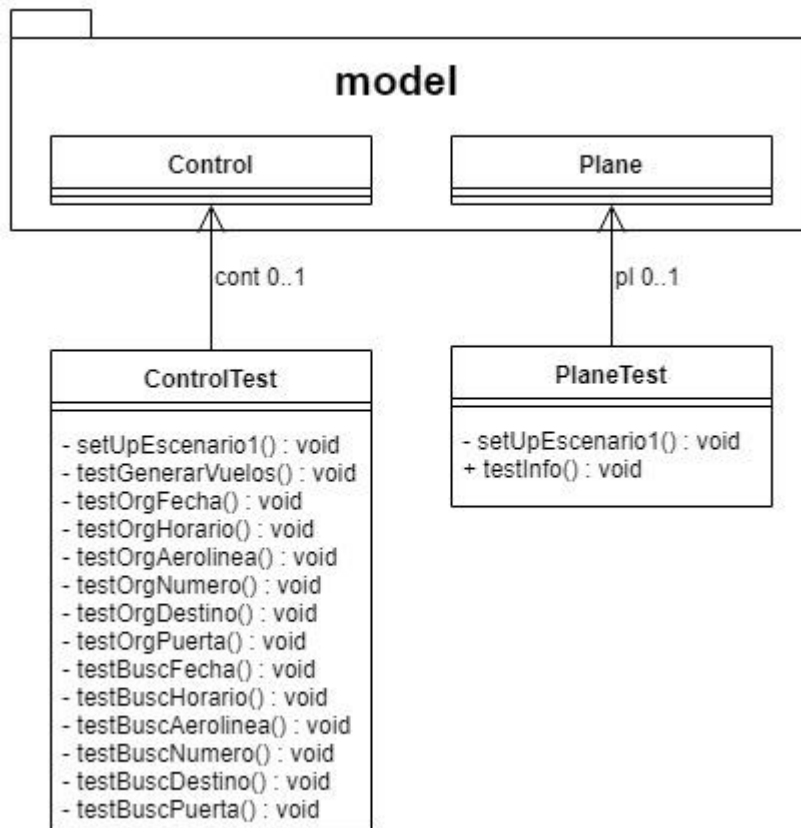 model
Control
Plane
cont 0..1
pl 0..1
ControlTest
- setUpEscenario1() : void
- testGenerarVuelos() : void
- testOrgFecha() : void
- testOrgHorario() : void
- testOrgAerolinea() : void
- testOrgNumero() : void
- testOrgDestino() : void
- testOrgPuerta() : void
- testBuscFecha() : void
- testBuscHorario() : void
- testBuscAerolinea() : void
- testBuscNumero() : void
- testBuscDestino() : void
- testBuscPuerta() : void
PlaneTest
- setUpEscenario1() : void
+ testInfo() : void